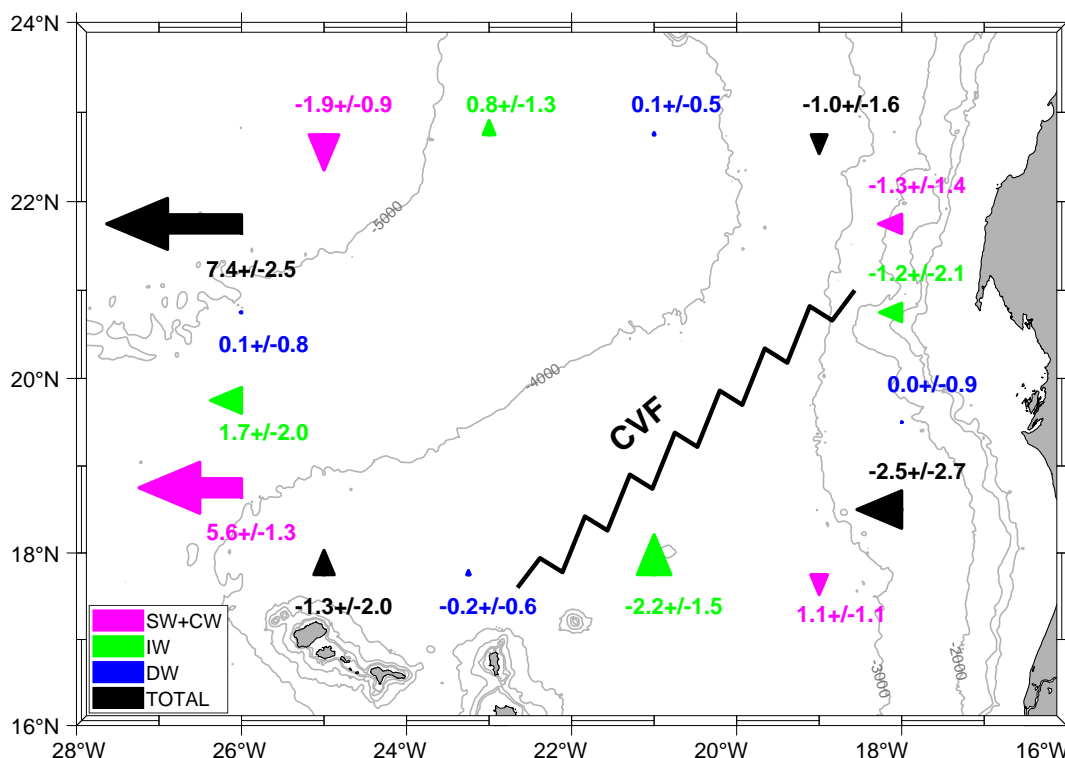 24°N
-1.9+/-0.9
0.8+/-1.3
0.1+/-0.5
-1.0+/-1.6
-1.3+/-1.4
22°N
-5000
7.4+/-2.5
-1.2+/-2.1
0.1+/-0.8
20°N
-4000
0.0+/-0.9
1.7+/-2.0
CVF
-2.5+/-2.7
5.6+/-1.3
18°N
-1.3+/-2.0
-0.2+/-0.6
-2.2+/-1.5
1.1+/-1.1
SW+CW
IW
DW
TOTAL
-3000
-2000
16°N
28°W
26°W
24°W
22°W
20°W
18°W
16°W